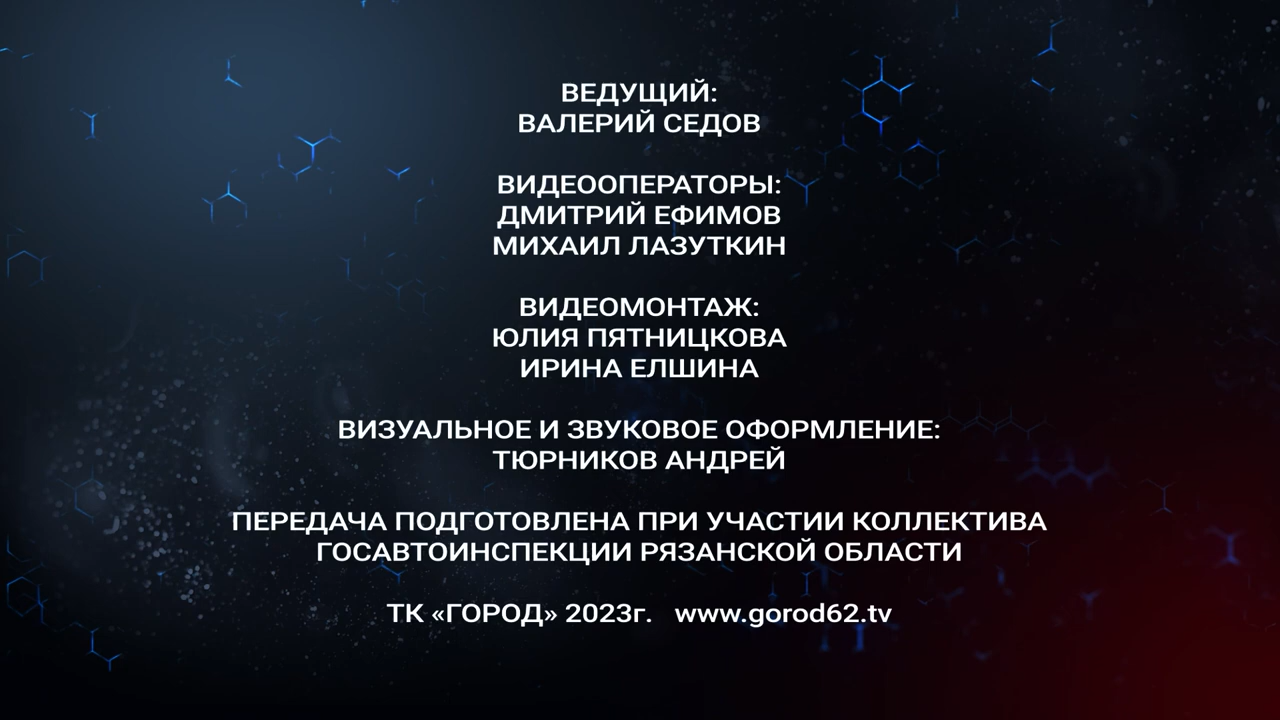 ВЕДУЩИЙ:
ВАЛЕРИЙ СЕДОВ
ВИДЕООПЕРАТОРЫ:
ДМИТРИЙ ЕФИМОВ
МИХАИЛ ЛАЗУТКИН
ВИДЕОМОНТАЖ:
ЮЛИЯ ПЯТНИЦКОВА
ИРИНА ЕЛШИНА
ВИЗУАЛЬНОЕ И ЗВУКОВОЕ ОФОРМЛЕНИЕ:
ТЮРНИКОВ АНДРЕЙ
ПЕРЕДАЧА ПОДГОТОВЛЕНА ПРИ УЧАСТИИ КОЛЛЕКТИВА
ГОСАВТОИНСПЕКЦИИ РЯЗАНСКОЙ ОБЛАСТИ
ТК «ГОРОД» 2023г. www.gorod62.tv